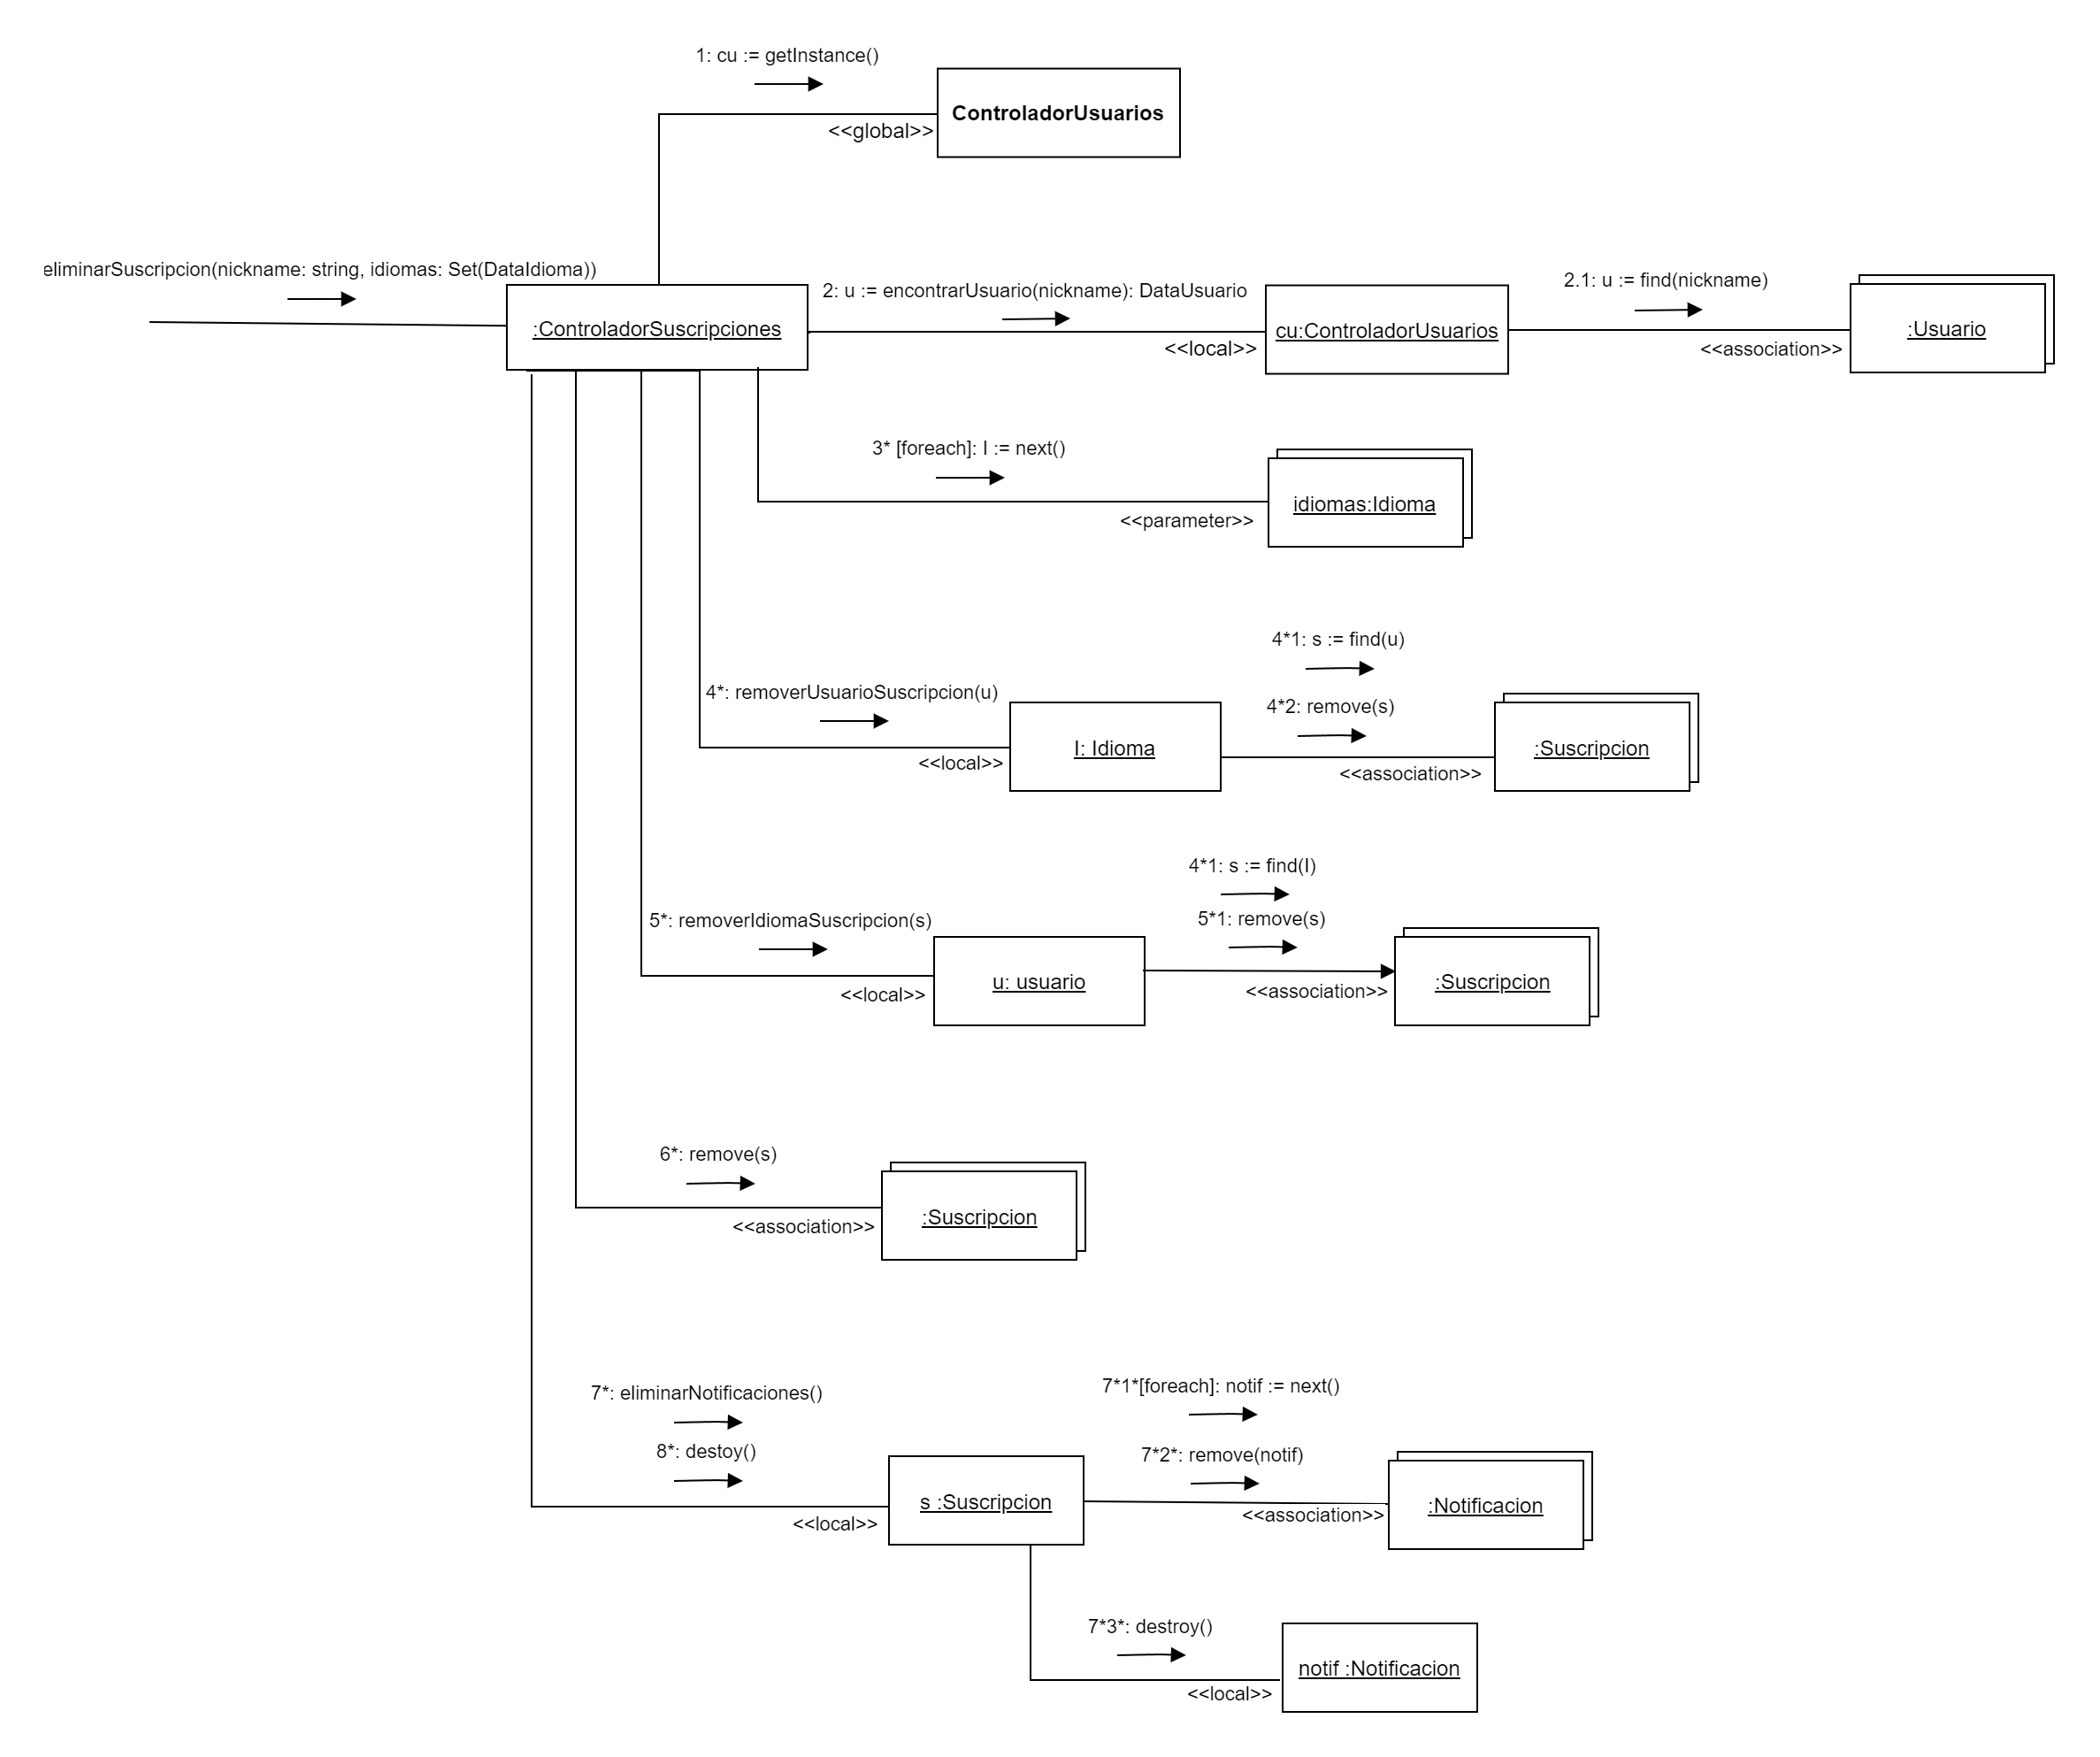 1: cu := getInstance()
ControladorUsuarios
<<global>>
eliminarSuscripcion(nickname: string, idiomas: Set(DataIdioma))
:ControladorSuscripciones
2: u := encontrarUsuario(nickname): DataUsuario
<<local>>
cu:ControladorUsuarios
2.1: u := find(nickname)
<<association>>
:Usuario
3* [foreach]: I := next()
<<parameter>>
idiomas:Idioma
4*: removerUsuarioSuscripcion(u)
<<local>>
I: Idioma
4*1: s := find(u)
4*2: remove(s)
<<association>>
:Suscripcion
5*: removerIdiomaSuscripcion(s)
<<local>>
u: usuario
4*1: s := find(I)
5*1: remove(s)
<<association>>
:Suscripcion
6*: remove(s)
<<association>>
:Suscripcion
7*: eliminarNotificaciones()
8*: destoy()
<<local>>
s :Suscripcion
7*1*[foreach]: notif := next()
7*2*: remove(notif)
<<association>>
:Notificacion
7*3*: destroy()
<<local>>
notif :Notificacion